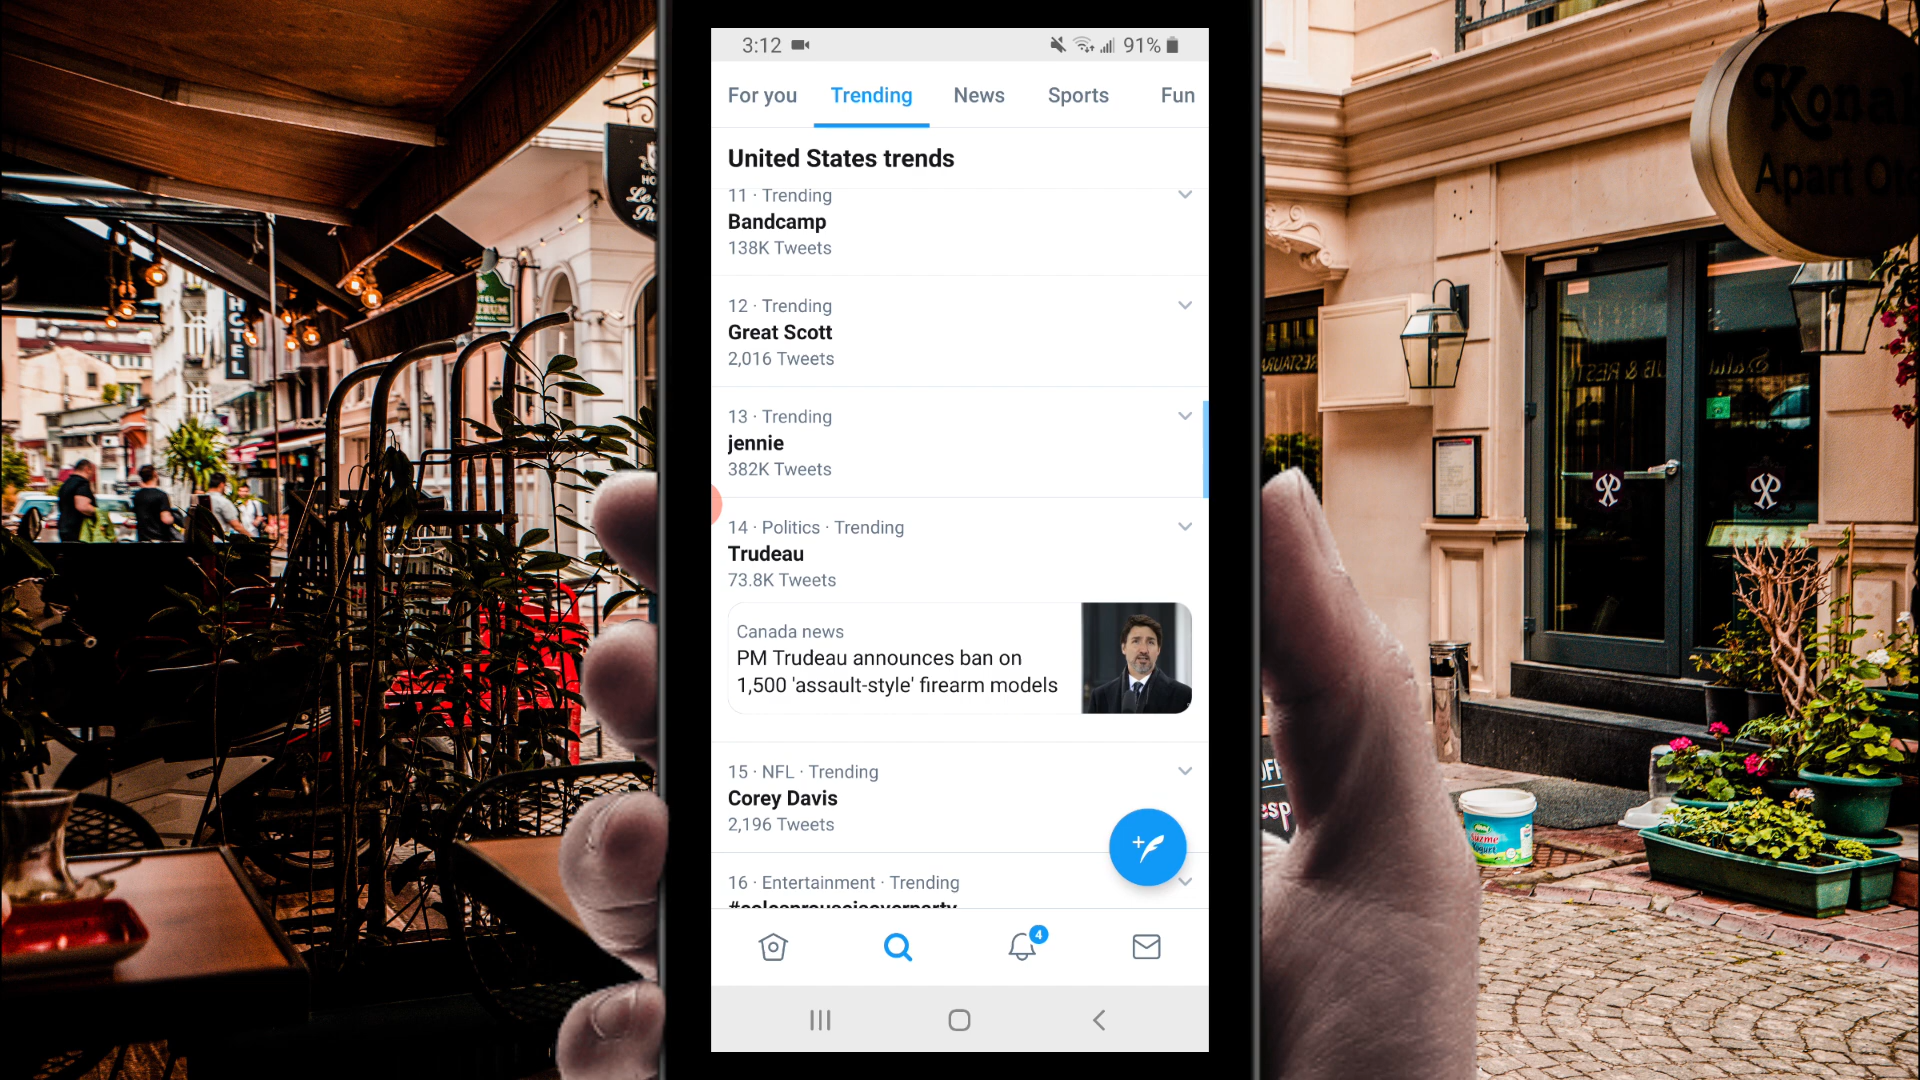 3:12
91%
For you
Trending
News
Sports
Fun
United States trends
11 · Trending
Bandcamp
138K Tweets
12 · Trending
Great Scott
2,016 Tweets
13 · Trending
jennie
382K Tweets
14 · Politics · Trending
Trudeau
73.8K Tweets
Canada news
PM Trudeau announces ban on
1,500 'assault-style' firearm models
15 · NFL · Trending
Corey Davis
2,196 Tweets
16 · Entertainment · Trending
4
HOTEL
Apart